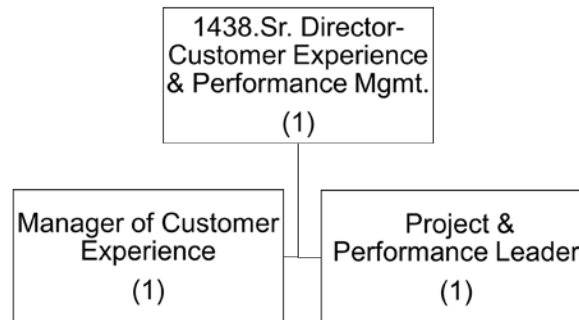 1438.Sr. Director-
Customer Experience
& Performance Mgmt.
(1)
Manager of Customer
Experience
(1)
Project &
Performance Leader
(1)